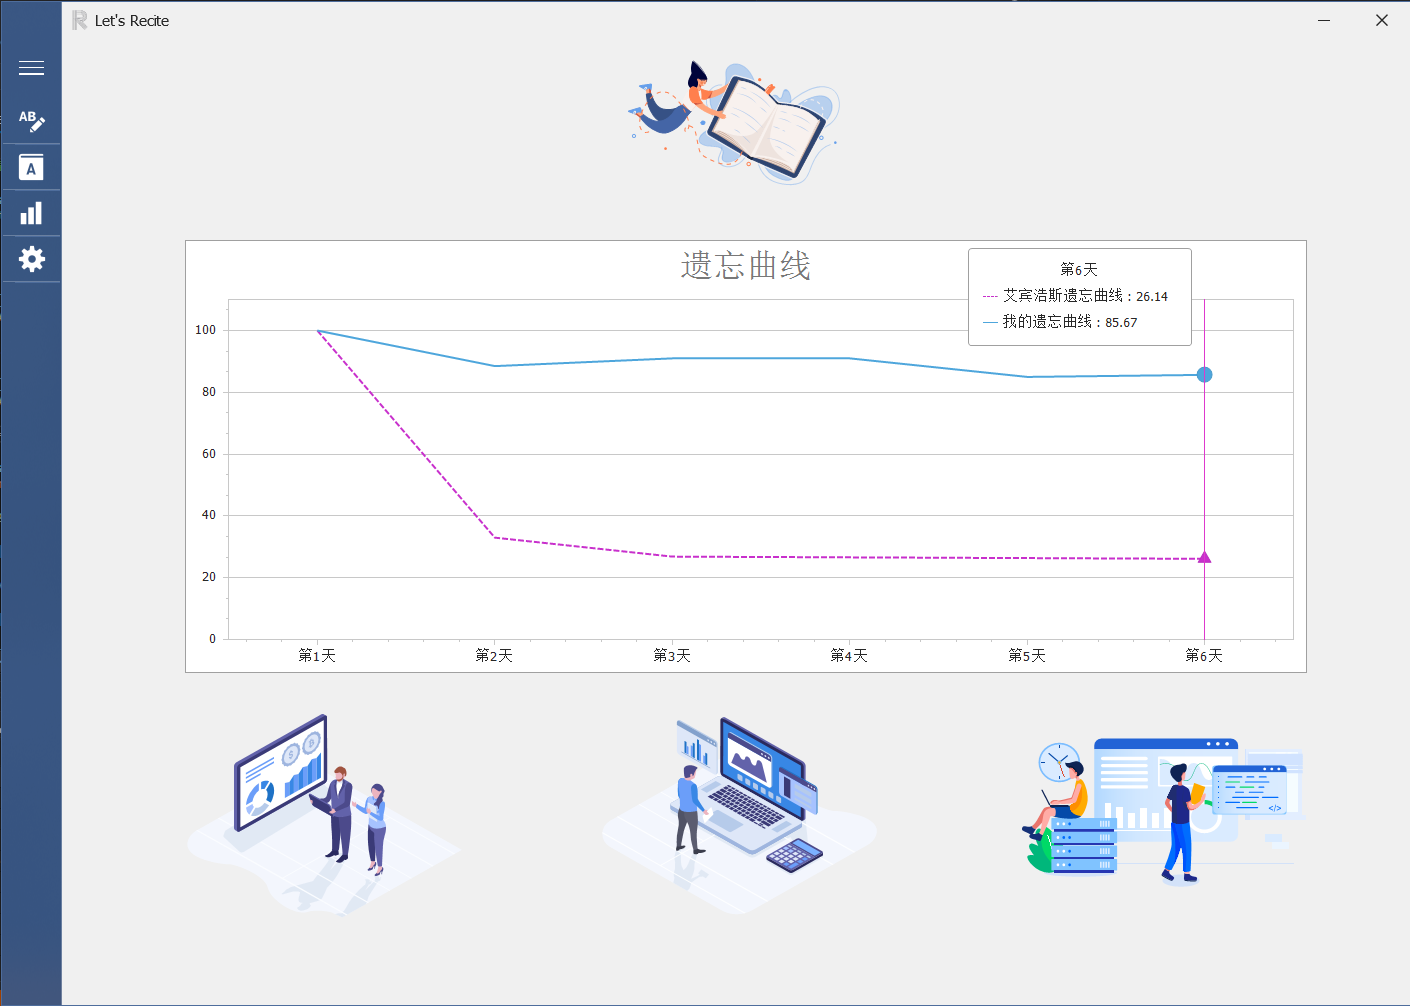 Let's Recite
AB
A
遗忘曲线
第6天
艾宾浩斯遗忘曲线 : 26.14
我的遗忘曲线 : 85.67
100
80
60
40
20
0
第1天
第2天
第3天
第4天
第5天
第6天
$
B
</>